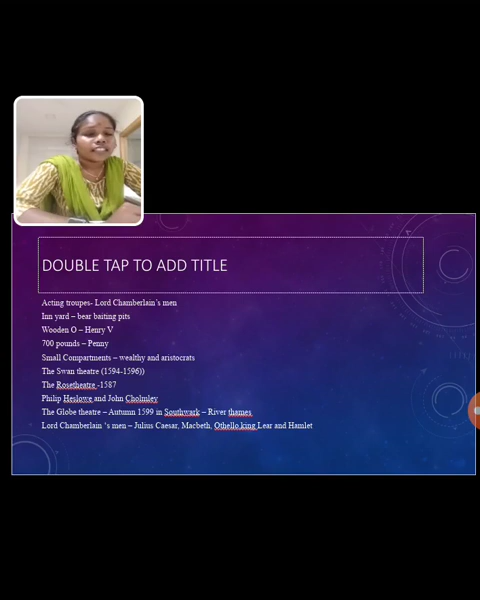 DOUBLE TAP TO ADD TITLE
Acting troupes- Lord Chamberlain's men
Inn yard – bear baiting pits
Wooden O – Henry V
700 pounds – Penny
Small Compartments – wealthy and aristocrats
The Swan theatre (1594-1596))
The Rosetheatre -1587
Philip Heslowe and John Cholmley
The Globe theatre – Autumn 1599 in Southwark – River thames
Lord Chamberlain 's men – Julius Caesar, Macbeth, Othello,king Lear and Hamlet